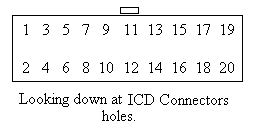 1 3 5 7 9 11 13 15 17 19
2 4 6 8 10 12 14 16 18 20
Looking down at ICD Connectors
holes.